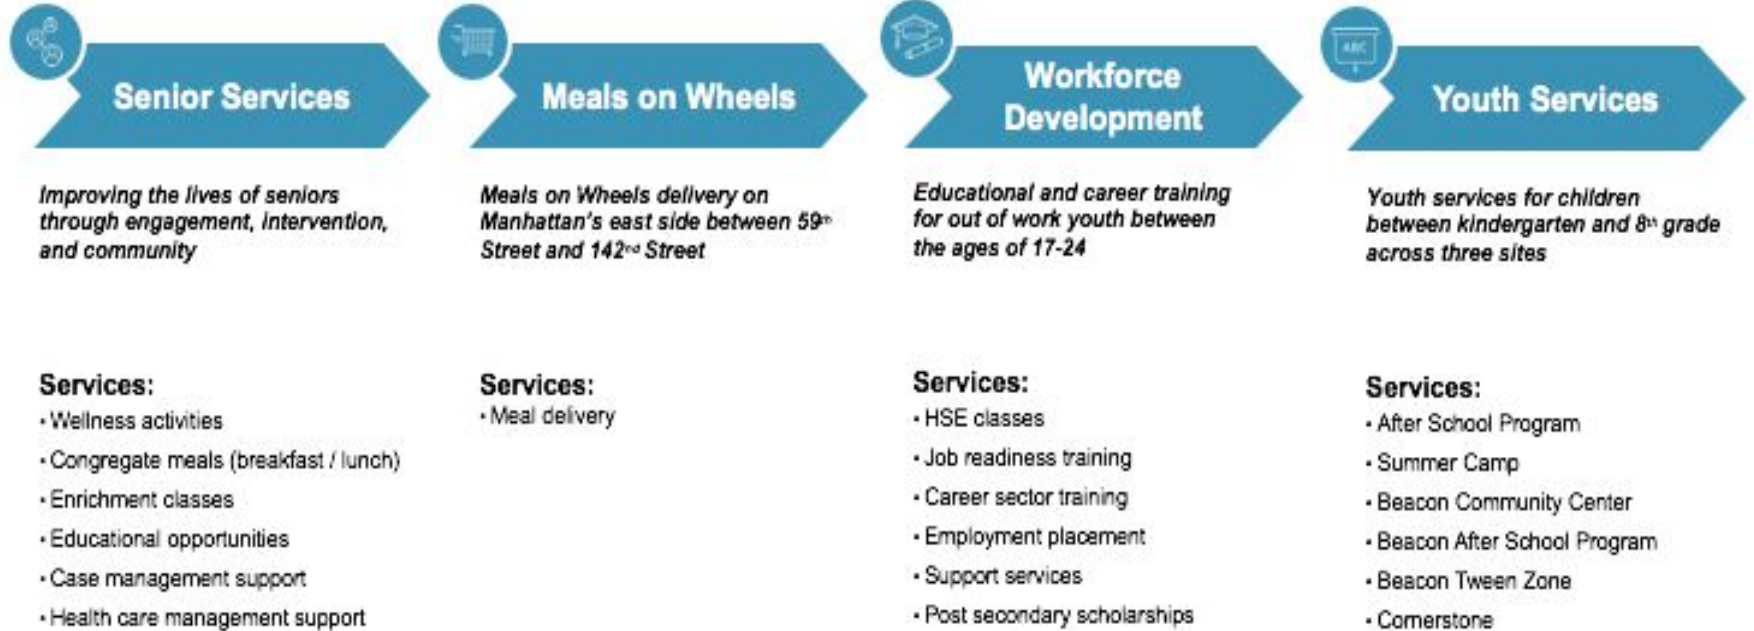 Senior Services
Improving the lives of seniors
through engagement, intervention,
and community
Services:
• Wellness activities
• Congregate meals (breakfast / lunch)
• Enrichment classes
• Educational opportunities
• Case management support
• Health care management support
Meals on Wheels
Meals on Wheels delivery on
Manhattan's east side between 59th
Street and 142nd Street
Services:
• Meal delivery
Workforce
Development
Educational and career training
for out of work youth between
the ages of 17-24
Services:
• HSE classes
• Job readiness training
• Career sector training
• Employment placement
• Support services
• Post secondary scholarships
ABC
Youth Services
Youth services for children
between kindergarten and 8th grade
across three sites
Services:
• After School Program
• Summer Camp
• Beacon Community Center
• Beacon After School Program
• Beacon Tween Zone
• Cornerstone